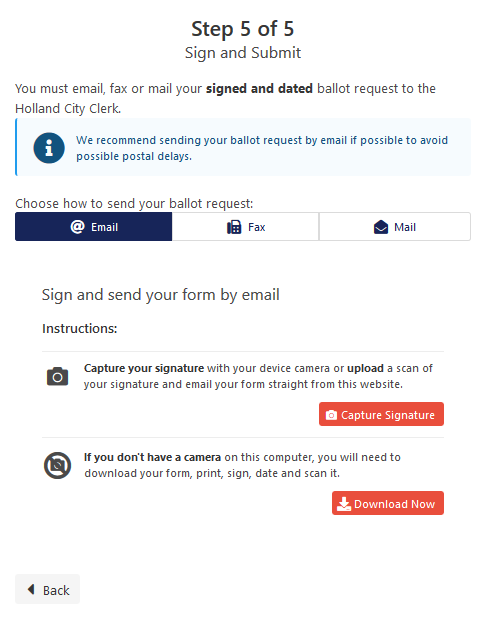 Step 5 of 5
Sign and Submit
You must email, fax or mail your signed and dated ballot request to the
Holland City Clerk.
We recommend sending your ballot request by email if possible to avoid
possible postal delays.
Choose how to send your ballot request:
Email
Fax
Mail
Sign and send your form by email
Instructions:
Capture your signature with your device camera or upload a scan of
your signature and email your form straight from this website.
Capture Signature
If you don't have a camera on this computer, you will need to
download your form, print, sign, date and scan it.
Download Now
Back